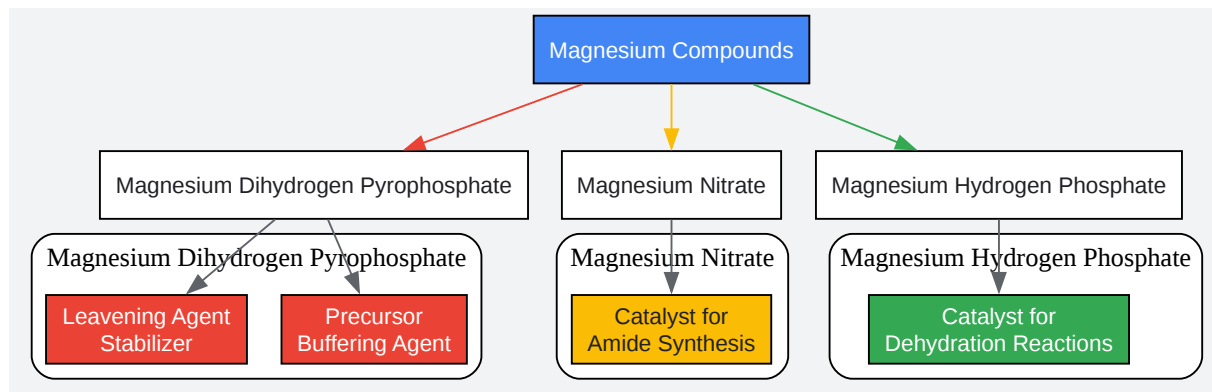 Magnesium Compounds
Magnesium Dihydrogen Pyrophosphate
Magnesium Nitrate
Magnesium Hydrogen Phosphate
Magnesium Dihydrogen Pyrophosphate
Magnesium Nitrate
Magnesium Hydrogen Phosphate
Leavening Agent
Stabilizer
Precursor
Buffering Agent
Catalyst for
Amide Synthesis
Catalyst for
Dehydration Reactions